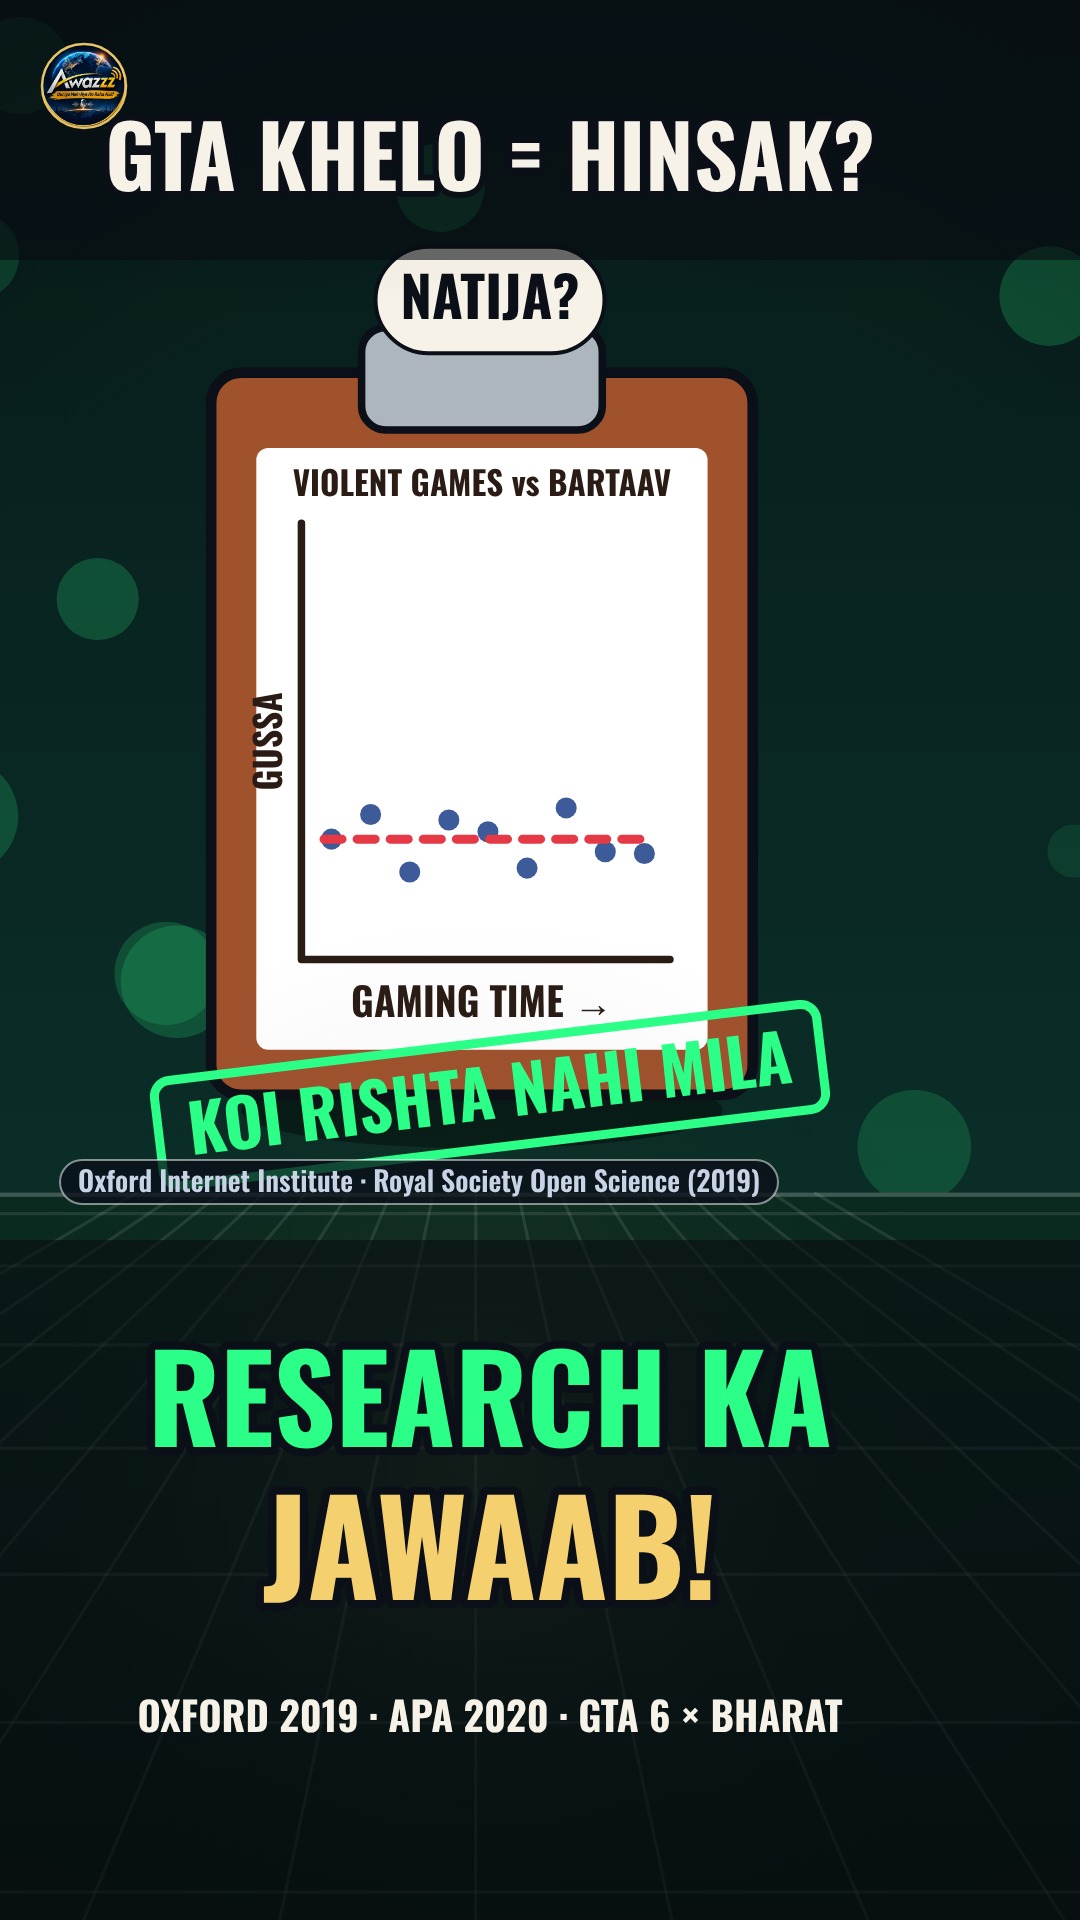 Awazzz
GTA KHELO = HINSAK?
NATIJA?
VIOLENT GAMES vs BARTAAV
GUSSA
GAMING TIME →
KOI RISHTA NAHI MILA
Oxford Internet Institute · Royal Society Open Science (2019)
RESEARCH KA
JAWAAB!
OXFORD 2019 · APA 2020 · GTA 6 × BHARAT